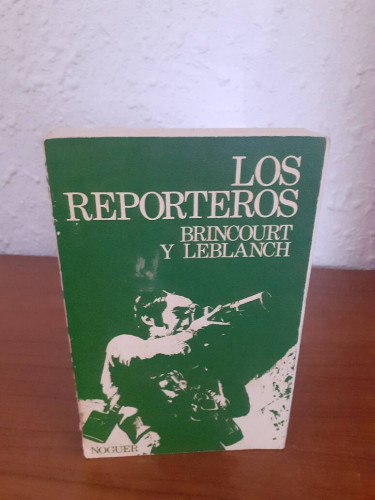 LOS
REPORTEROS
BRINCOURT
Y LEBLANCH
NOGUER